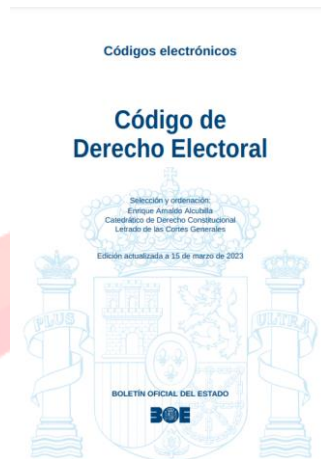 Códigos electrónicos
Código de
Derecho Electoral
Selección y ordenación:
Enrique Arnaldo Alcubilla
Catedrático de Derecho Constitucional
Letrado de las Cortes Generales
Edición actualizada a 15 de marzo de 2023
PLUS
ULTRA
BOLETÍN OFICIAL DEL ESTADO
BOE